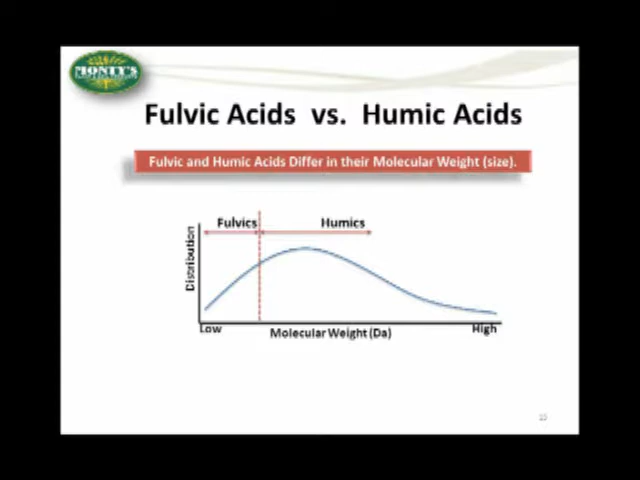 MONTY'S
Fulvic Acids vs. Humic Acids
Fulvic and Humic Acids Differ in their Molecular Weight (size).
Fulvics Humics
Distribution
Low Molecular Weight (Da) High